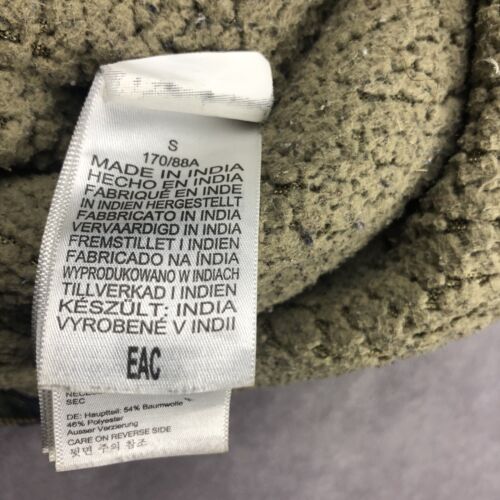 S
170/88A
MADE IN INDIA
HECHO EN INDIA
FABRIQUÉ EN INDE
IN INDIEN HERGESTELLT
FABBRICATO IN INDIA
VERVAARDIGD IN INDIA
FREMSTILLET I INDIEN
FABRICADO NA ÍNDIA
WYPRODUKOWANO W INDIACH
TILLVERKAD I INDIEN
KÉSZÜLT: INDIA
VYROBENÉ V INDII
EAC
SEC
DE: Hauptteil: 54% Baumwolle
46% Polyester
Ausser Verzierung
CARE ON REVERSE SIDE
뒷면 주의 참조